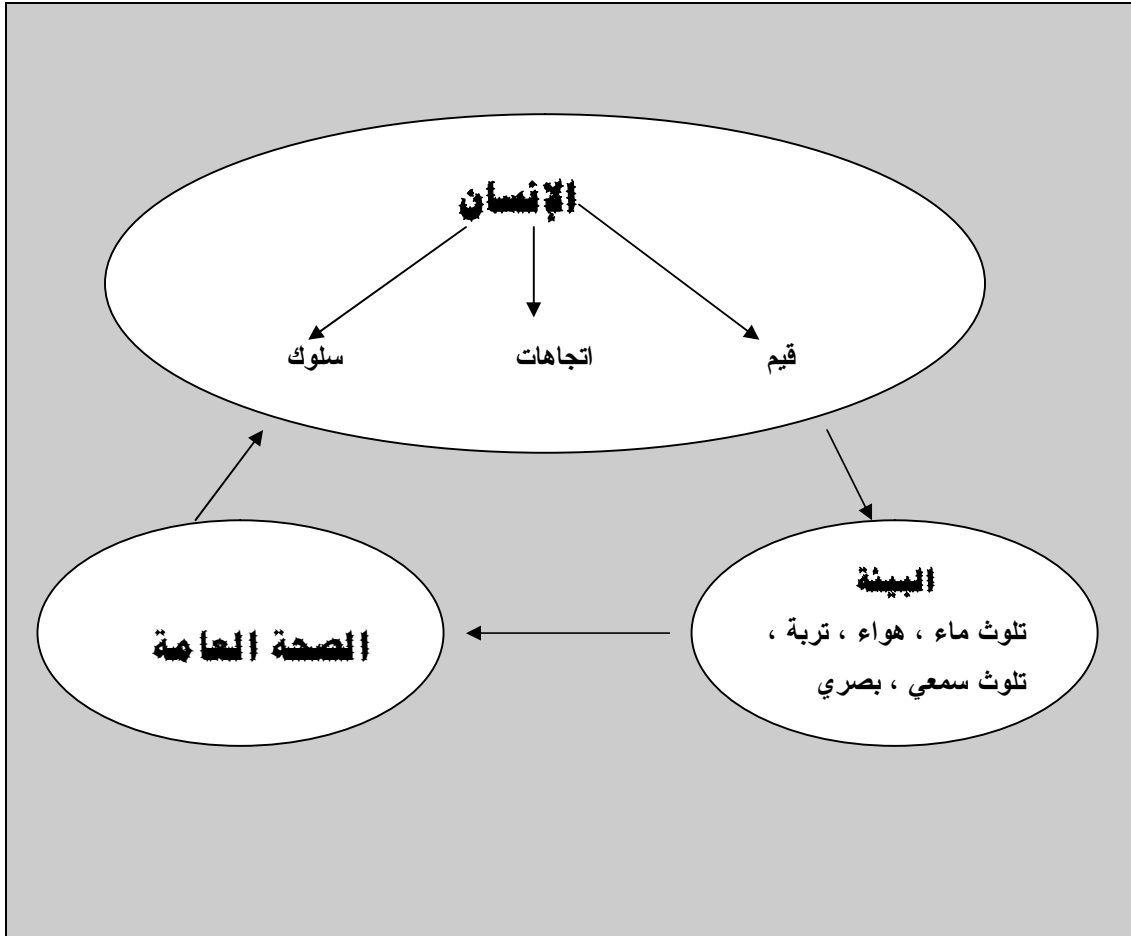 الإنسان
قيم
اتجاهات
سلوك
البيئة
تلوث ماء ، هواء ، تربة ،
تلوث سمعي ، بصري
الصحة العامة